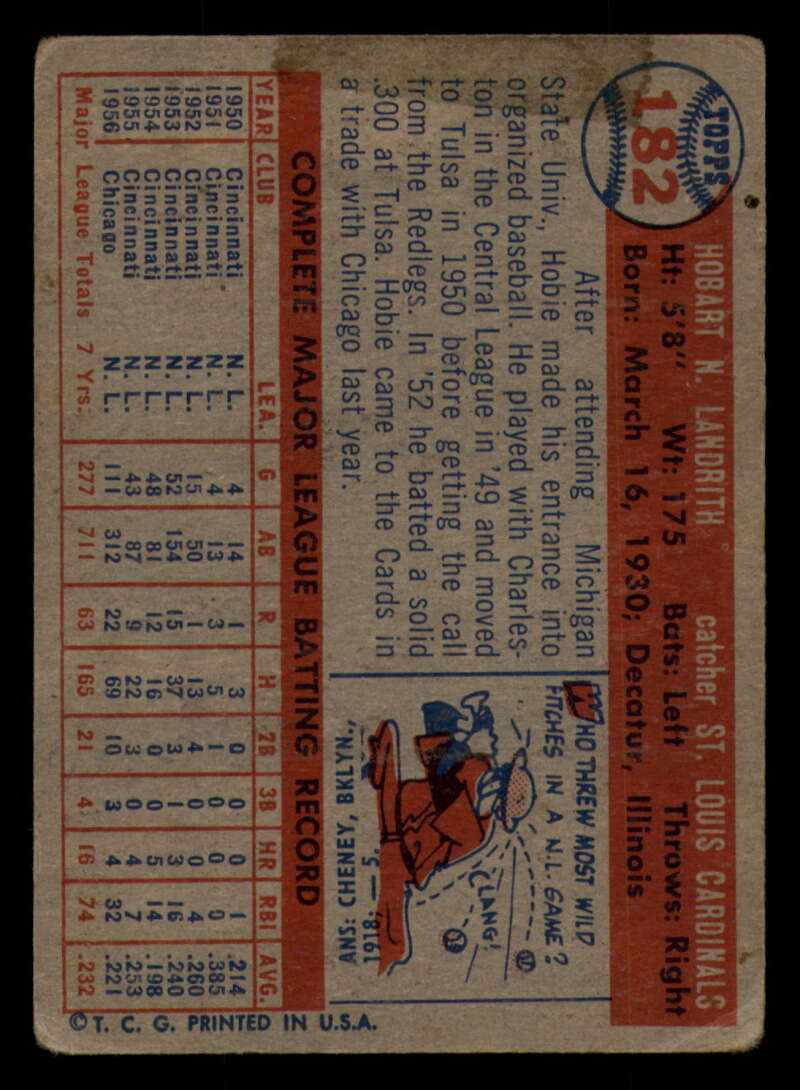 TOPPS
182
HOBART N. LANDRITH catcher ST. LOUIS CARDINALS
Ht: 5'8" Wt: 175 Bats: Left Throws: Right
Born: March 16, 1930; Decatur, Illinois
After attending Michigan
State Univ., Hobie made his entrance into
organized baseball. He played with Charles-
ton in the Central League in '49 and moved
to Tulsa in 1950 before getting the call
from the Redlegs. In '52 he batted a solid
.300 at Tulsa. Hobie came to the Cards in
a trade with Chicago last year.
WHO THREW MOST WILD
PITCHES IN A N.L. GAME?
CLANG!
ANS: CHENEY, BKLYN.,
1918, — 5
COMPLETE MAJOR LEAGUE BATTING RECORD
YEAR CLUB LEA. G AB R H 2B 3B HR RBI AVG.
1950 Cincinnati N. L. 4 14 1 3 0 0 0 1 .214
1951 Cincinnati N. L. 4 13 3 5 1 0 0 0 .385
1952 Cincinnati N. L. 15 50 1 13 4 0 0 4 .260
1953 Cincinnati N. L. 52 154 15 37 3 1 3 16 .240
1954 Cincinnati N. L. 48 81 12 16 0 0 5 14 .198
1955 Cincinnati N. L. 43 87 9 22 3 0 4 7 .253
1956 Chicago N. L. 111 312 22 69 10 3 4 32 .221
Major League Totals 7 Yrs. 277 711 63 165 21 4 16 74 .232
© T. C. G. PRINTED IN U.S.A.